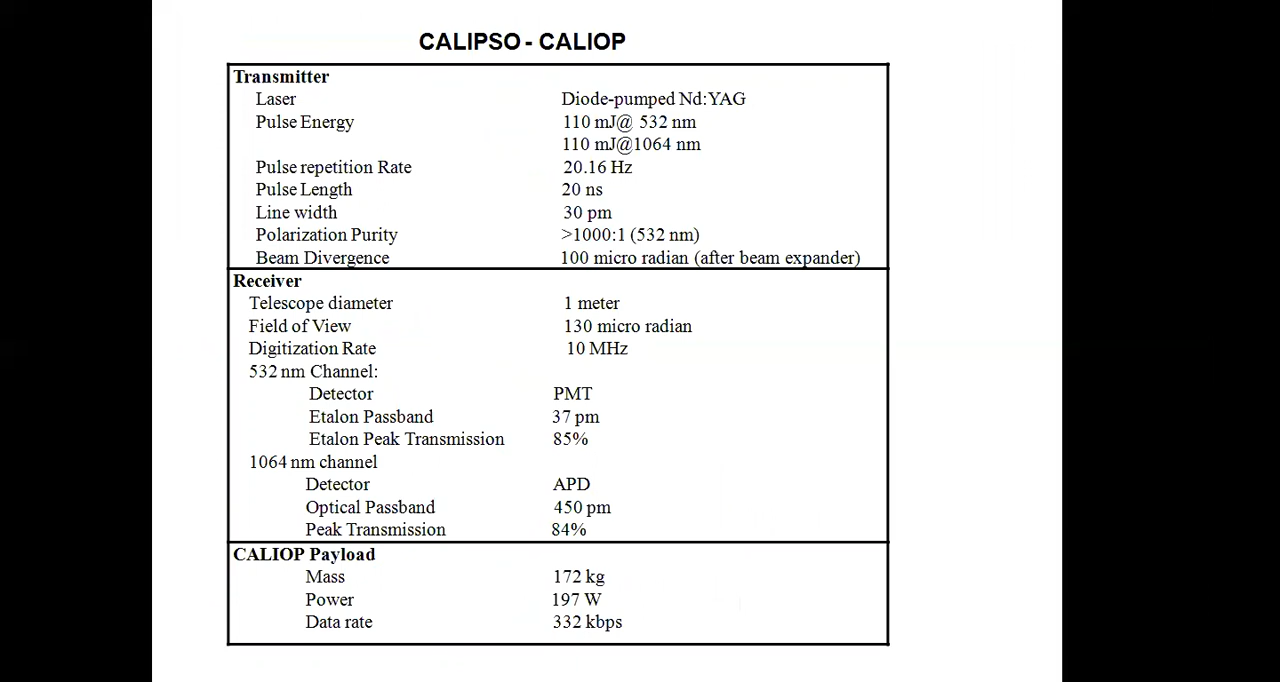 CALIPSO - CALIOP
Transmitter
Laser Diode-pumped Nd:YAG
Pulse Energy 110 mJ@ 532 nm
110 mJ@1064 nm
Pulse repetition Rate 20.16 Hz
Pulse Length 20 ns
Line width 30 pm
Polarization Purity >1000:1 (532 nm)
Beam Divergence 100 micro radian (after beam expander)
Receiver
Telescope diameter 1 meter
Field of View 130 micro radian
Digitization Rate 10 MHz
532 nm Channel:
Detector PMT
Etalon Passband 37 pm
Etalon Peak Transmission 85%
1064 nm channel
Detector APD
Optical Passband 450 pm
Peak Transmission 84%
CALIOP Payload
Mass 172 kg
Power 197 W
Data rate 332 kbps